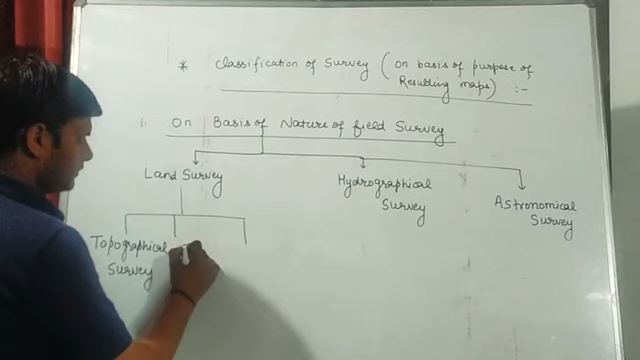 * Classification of Survey (on basis of purpose of
Resulting maps) :-
1. On Basis of Nature of field Survey
Land Survey
Hydrographical
Survey
Astronomical
Survey
Topographical
Survey